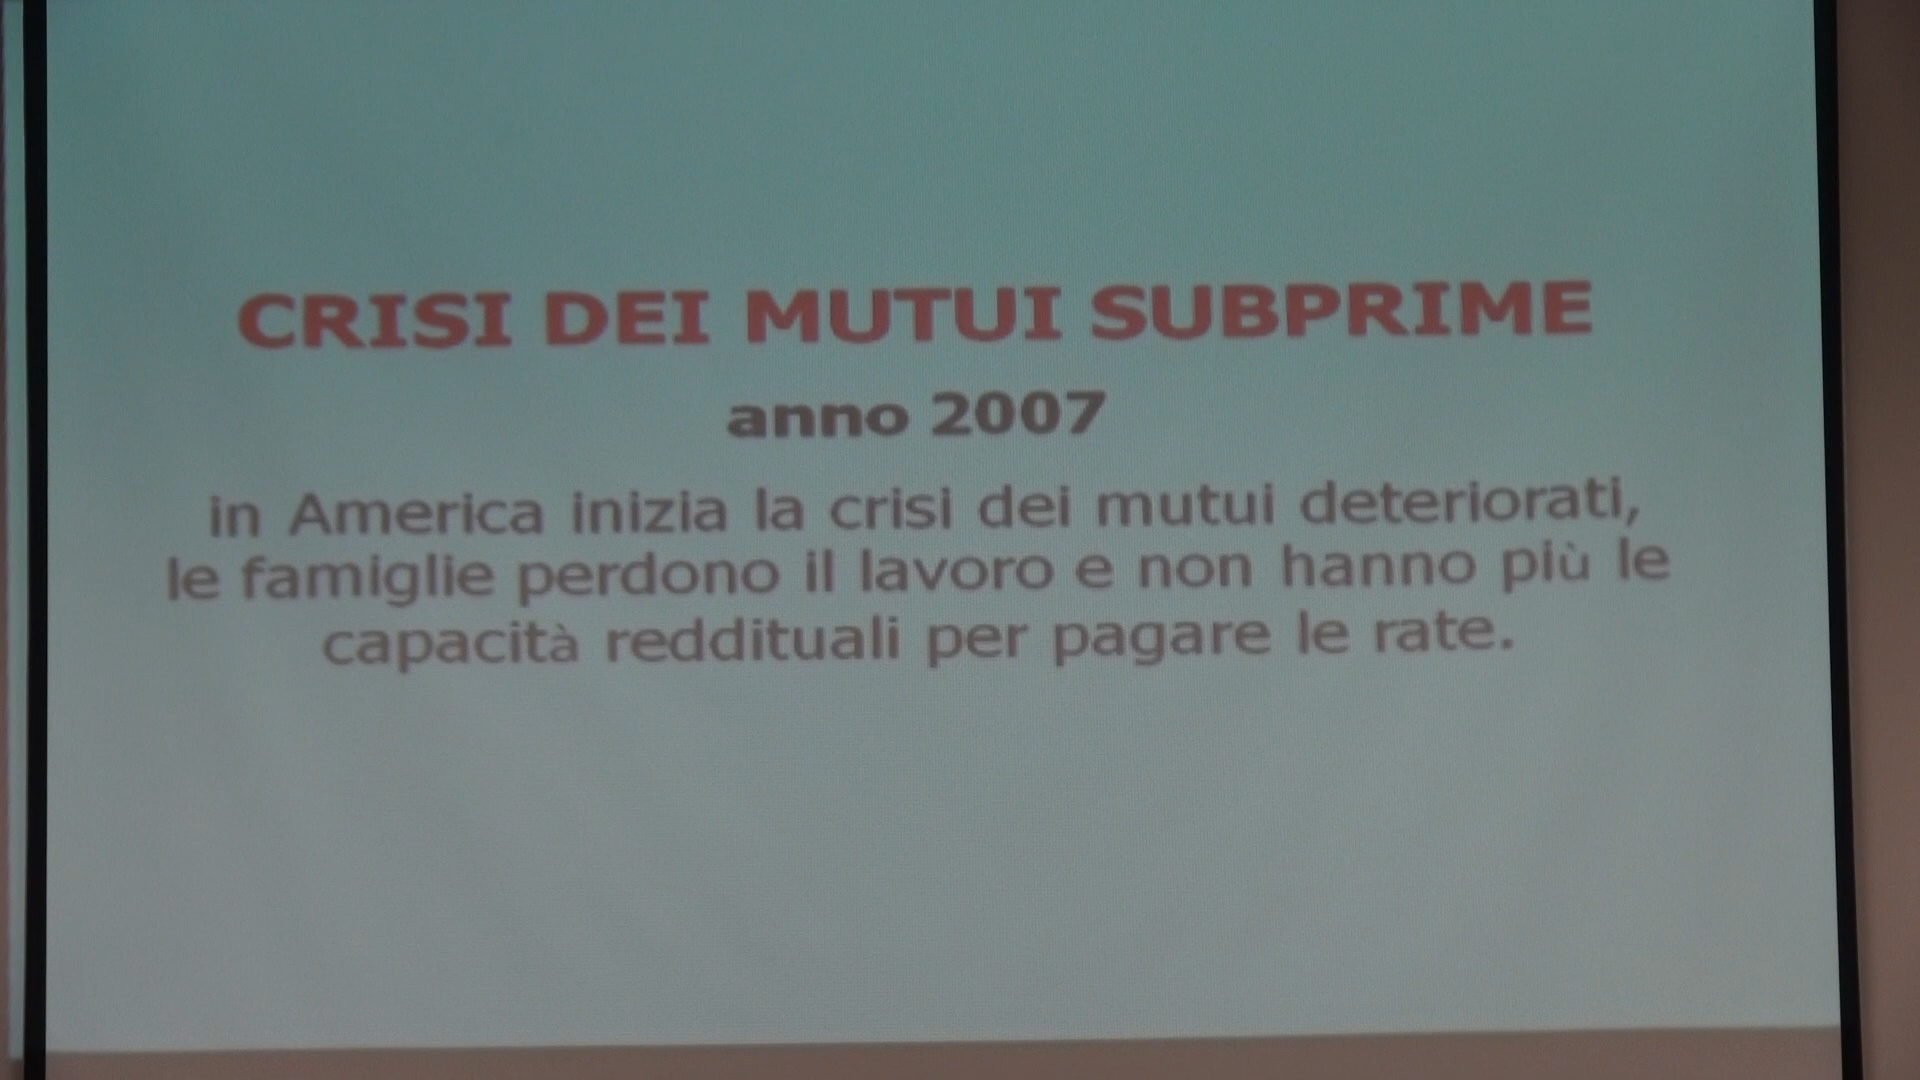 CRISI DEI MUTUI SUBPRIME
anno 2007
in America inizia la crisi dei mutui deteriorati,
le famiglie perdono il lavoro e non hanno più le
capacità reddituali per pagare le rate.